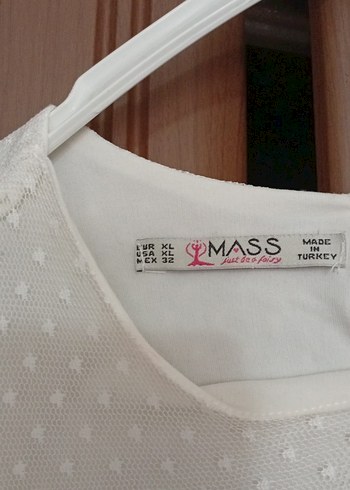 EUR XL
USA XL
MEX 32
MASS
just be a fairy
MADE
IN
TURKEY